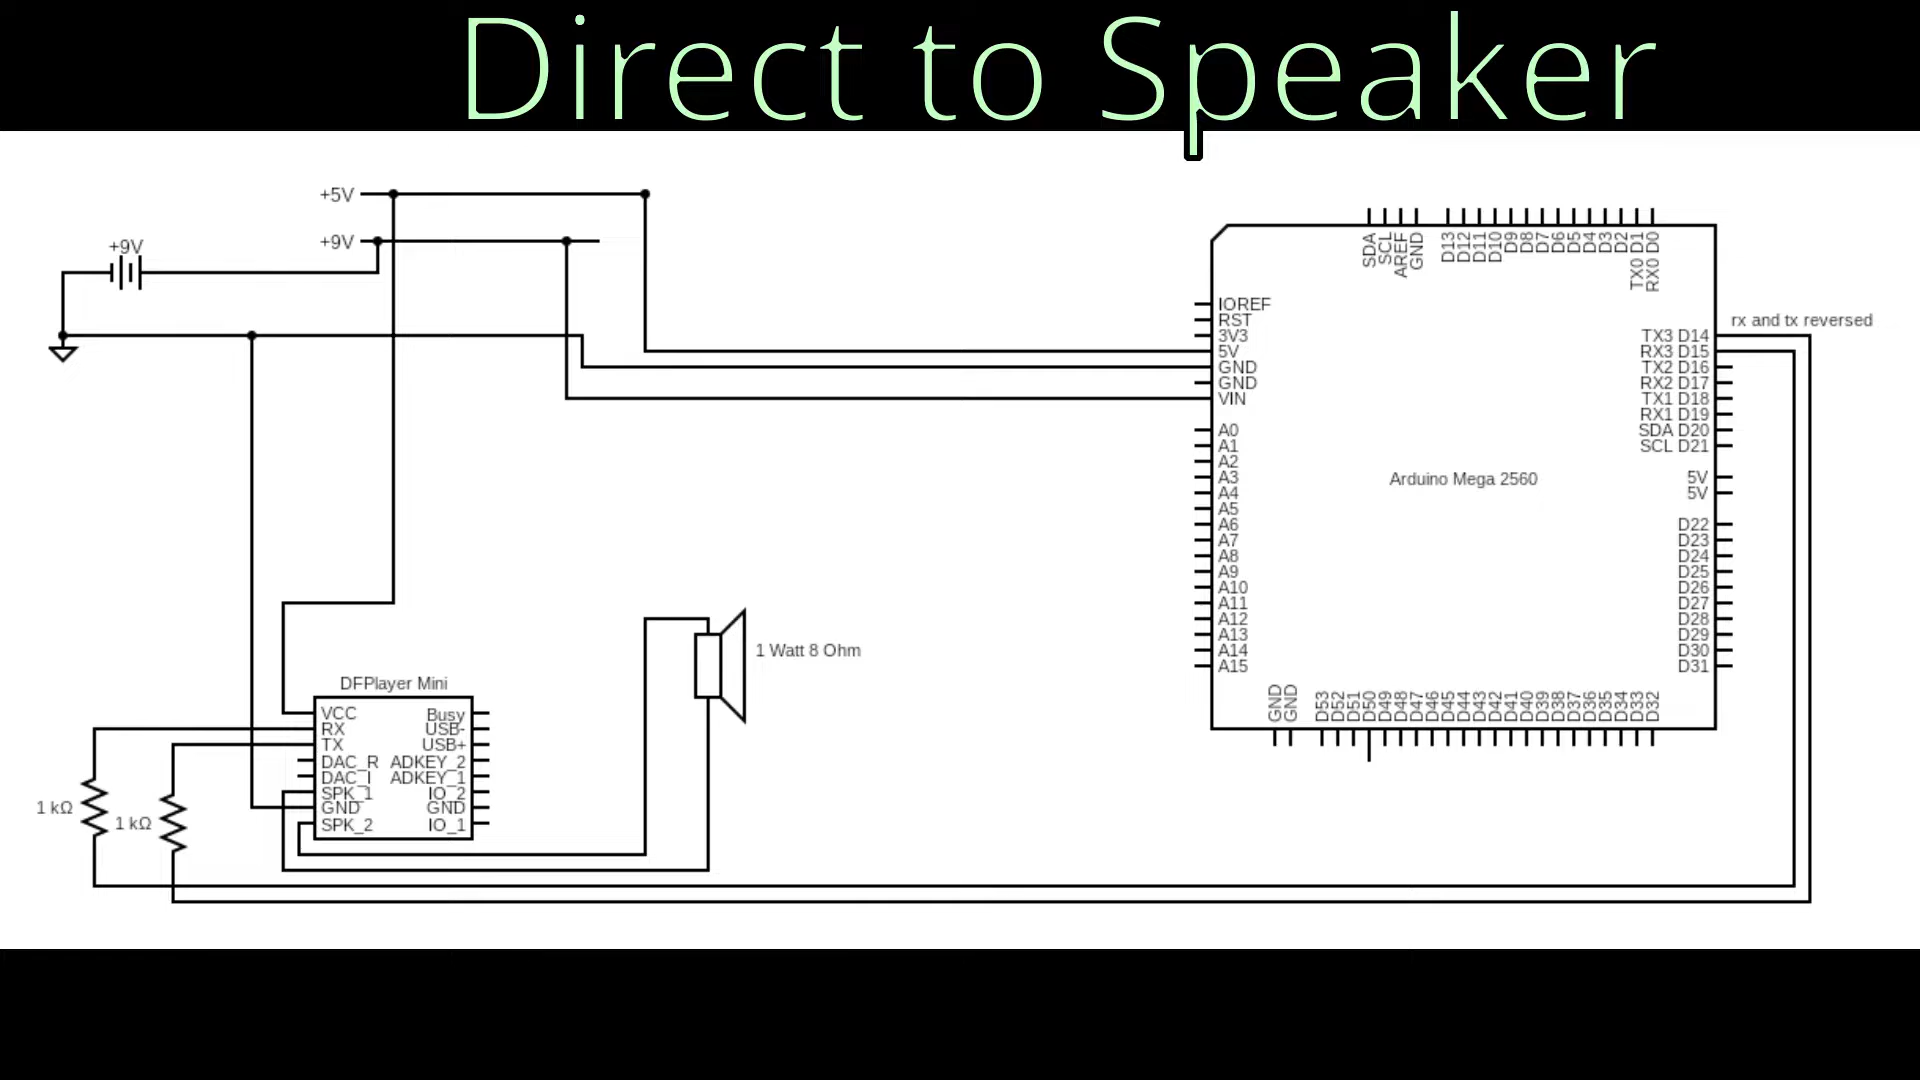 Direct to Speaker
+5V
+9V
+9V
rx and tx reversed
SDA
SCL
AREF
GND
D13
D12
D11
D10
D9
D8
D7
D6
D5
D4
D3
D2
TX0 D1
RX0 D0
IOREF
RST
3V3
5V
GND
GND
VIN
A0
A1
A2
A3
A4
A5
A6
A7
A8
A9
A10
A11
A12
A13
A14
A15
Arduino Mega 2560
TX3 D14
RX3 D15
TX2 D16
RX2 D17
TX1 D18
RX1 D19
SDA D20
SCL D21
5V
5V
D22
D23
D24
D25
D26
D27
D28
D29
D30
D31
GND
GND
D53
D52
D51
D50
D49
D48
D47
D46
D45
D44
D43
D42
D41
D40
D39
D38
D37
D36
D35
D34
D33
D32
1 Watt 8 Ohm
DFPlayer Mini
VCC Busy
RX USB-
TX USB+
DAC_R ADKEY_2
DAC_I ADKEY_1
SPK_1 IO_2
GND GND
SPK_2 IO_1
1 kΩ
1 kΩ